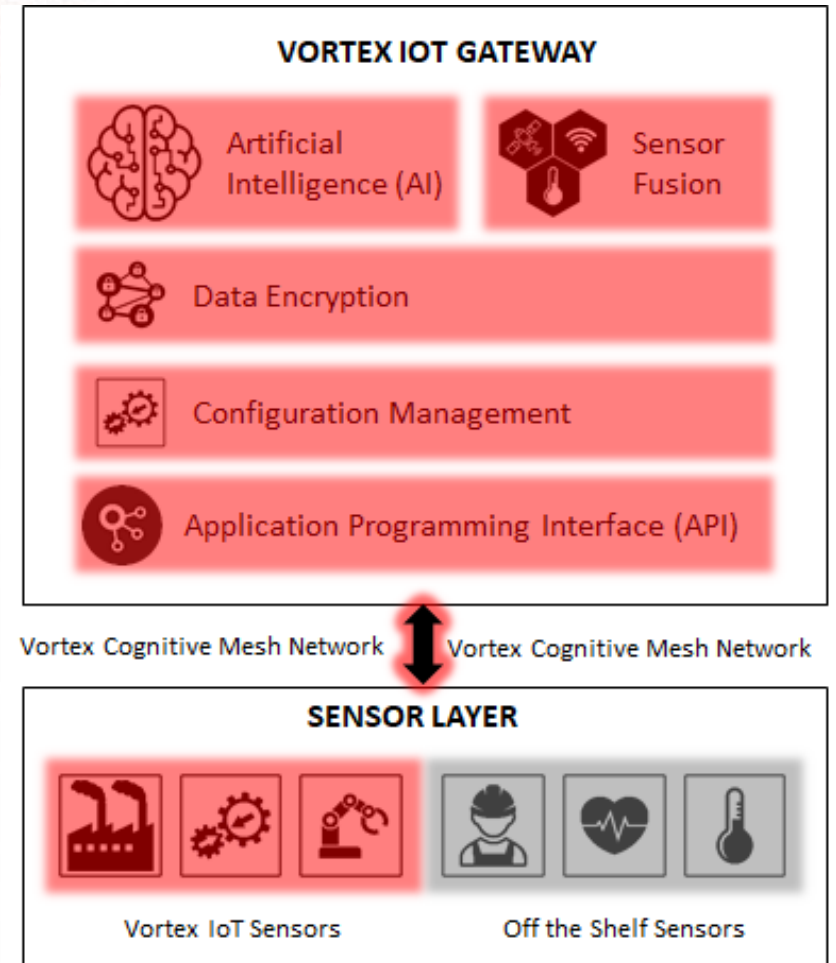 VORTEX IOT GATEWAY
Artificial
Intelligence (AI)
Sensor
Fusion
Data Encryption
Configuration Management
Application Programming Interface (API)
Vortex Cognitive Mesh Network
Vortex Cognitive Mesh Network
SENSOR LAYER
Vortex IoT Sensors
Off the Shelf Sensors